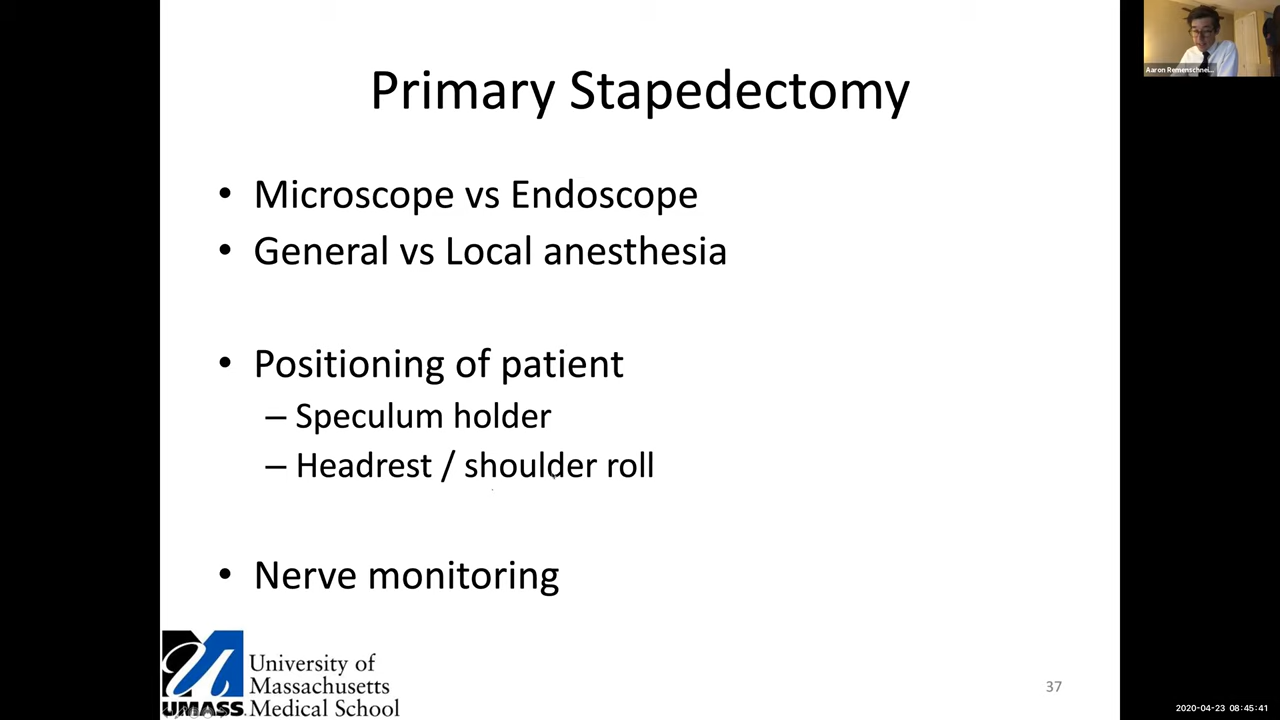 Primary Stapedectomy
Aaron Remenschnei...
• Microscope vs Endoscope
• General vs Local anesthesia
• Positioning of patient
– Speculum holder
– Headrest / shoulder roll
• Nerve monitoring
University of
Massachusetts
Medical School
UMASS
37
2020-04-23 08:45:41